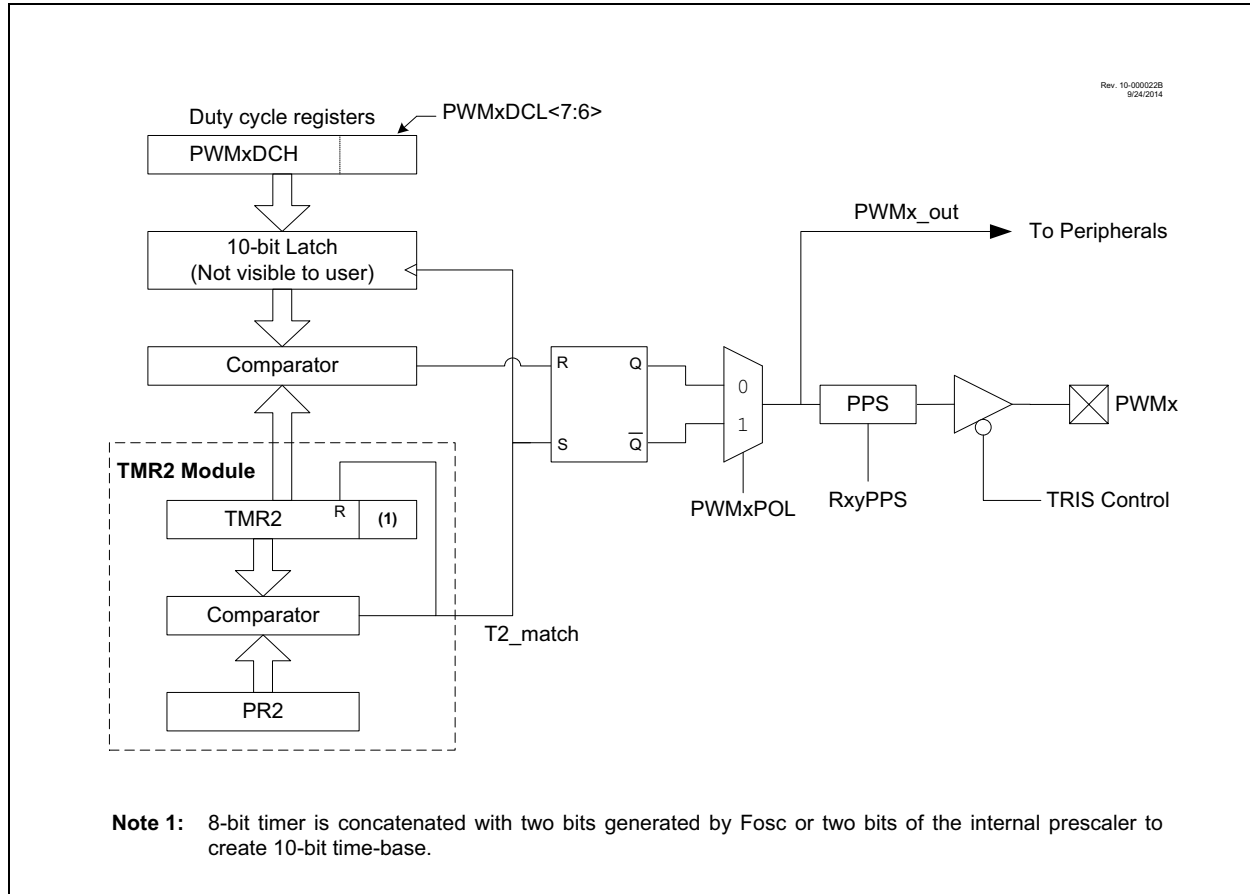 Rev. 10-000022B
9/24/2014
Duty cycle registers
PWMxDCL<7:6>
PWMxDCH
10-bit Latch
(Not visible to user)
Comparator
PWMx_out
To Peripherals
R
Q
S
Q̅
0
1
PWMxPOL
PPS
RxyPPS
PWMx
TRIS Control
TMR2 Module
TMR2
R
(1)
Comparator
T2_match
PR2
Note 1: 8-bit timer is concatenated with two bits generated by Fosc or two bits of the internal prescaler to
create 10-bit time-base.